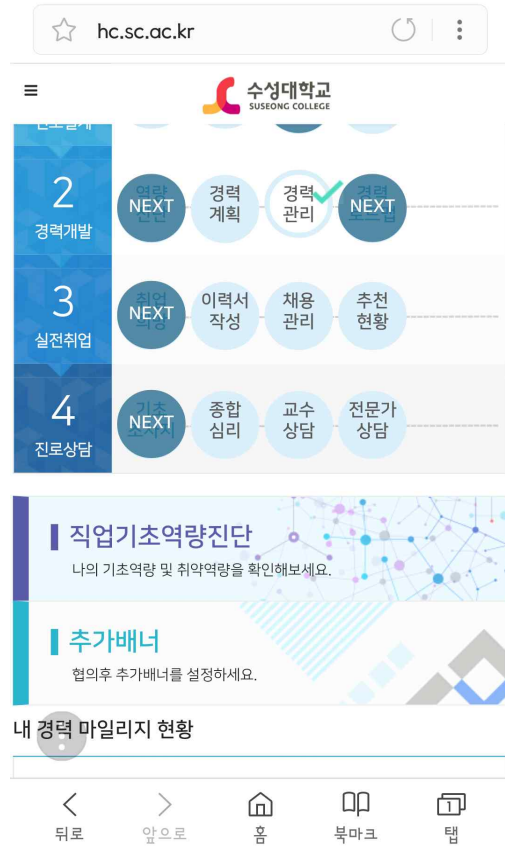 hc.sc.ac.kr
수성대학교
SUSEONG COLLEGE
2
경력개발
NEXT
경력
계획
경력
관리
NEXT
3
실전취업
NEXT
이력서
작성
채용
관리
추천
현황
4
진로상담
NEXT
종합
심리
교수
상담
전문가
상담
직업기초역량진단
나의 기초역량 및 취약역량을 확인해보세요.
추가배너
협의후 추가배너를 설정하세요.
내 경력 마일리지 현황
뒤로
앞으로
홈
북마크
1
탭